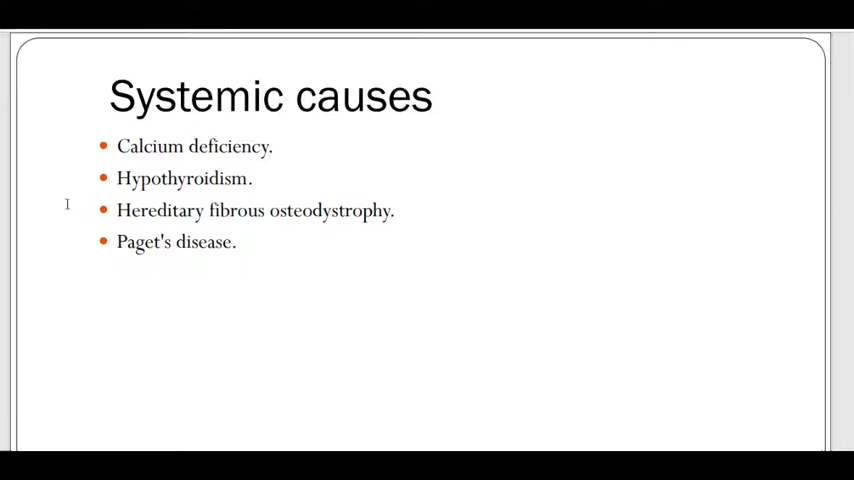 Systemic causes
Calcium deficiency.
Hypothyroidism.
Hereditary fibrous osteodystrophy.
Paget's disease.